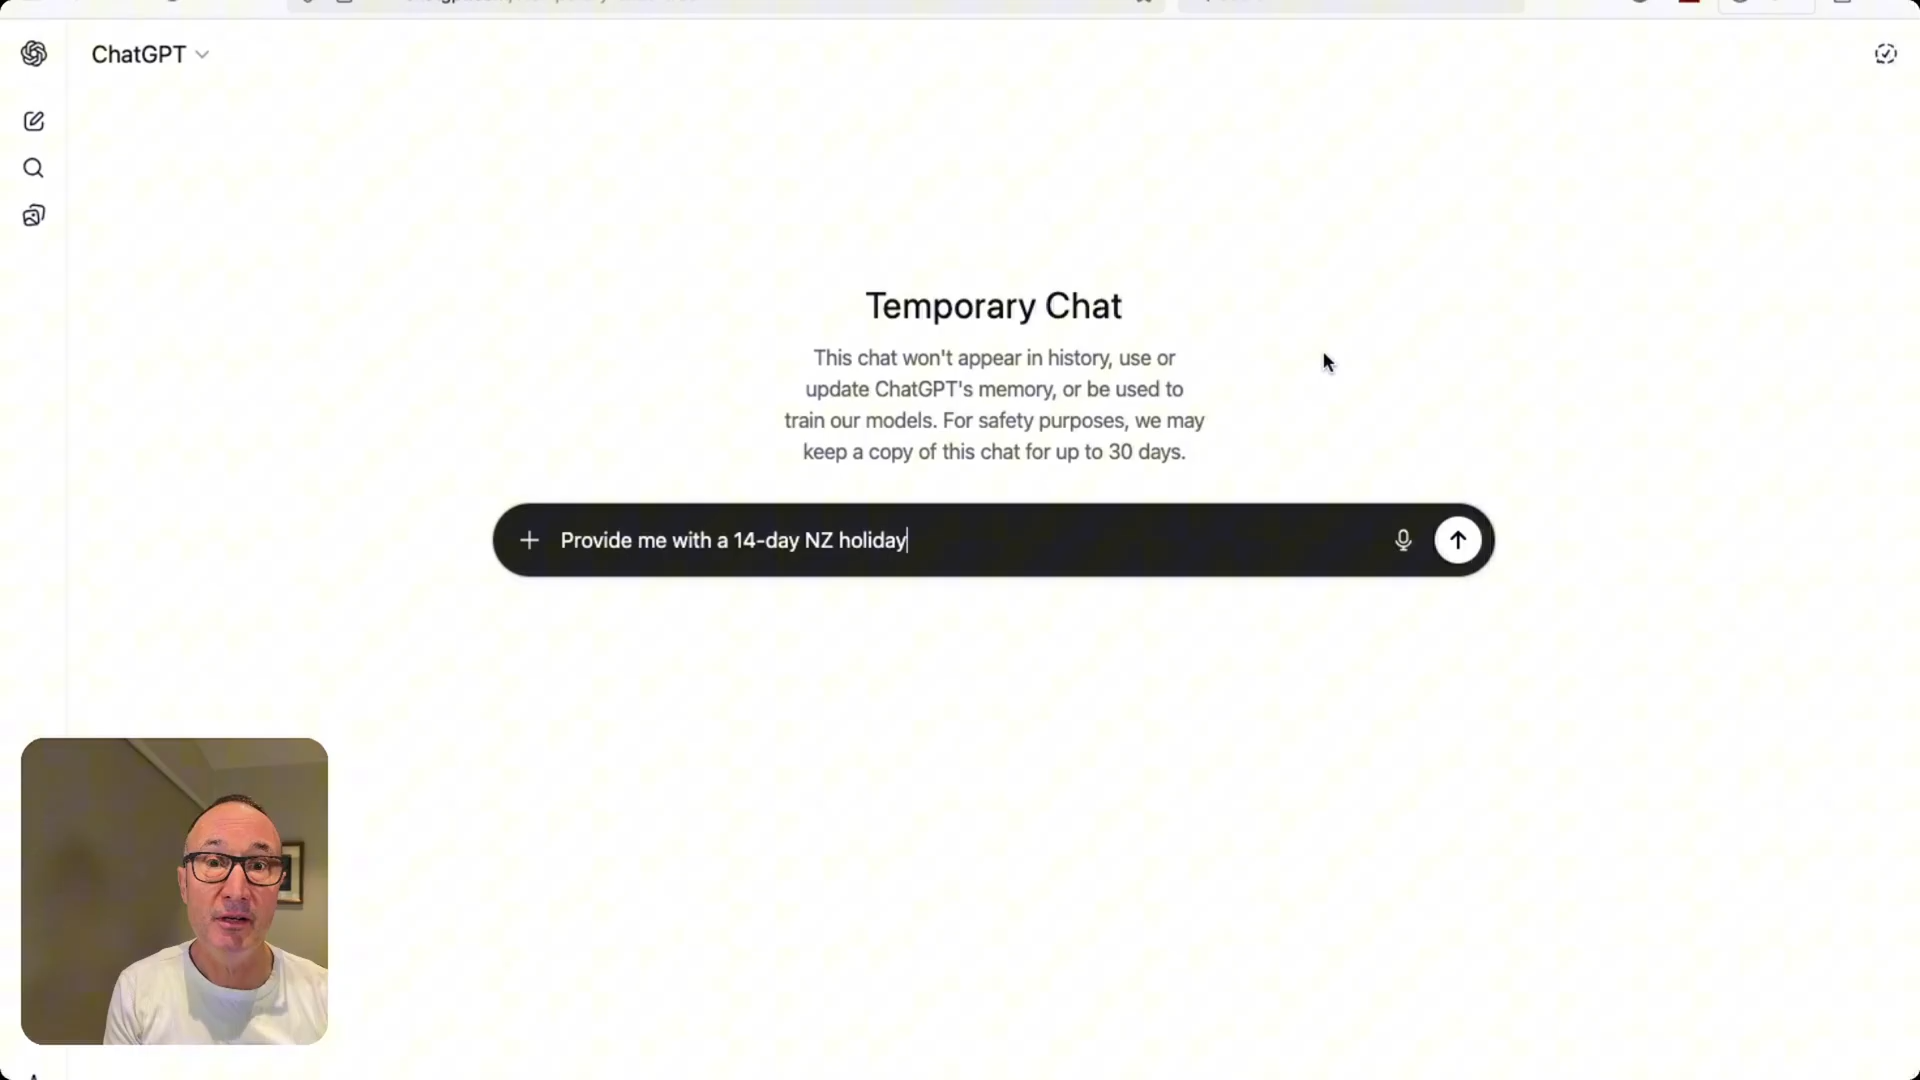 ChatGPT
Temporary Chat
This chat won't appear in history, use or
update ChatGPT's memory, or be used to
train our models. For safety purposes, we may
keep a copy of this chat for up to 30 days.
Provide me with a 14-day NZ holiday